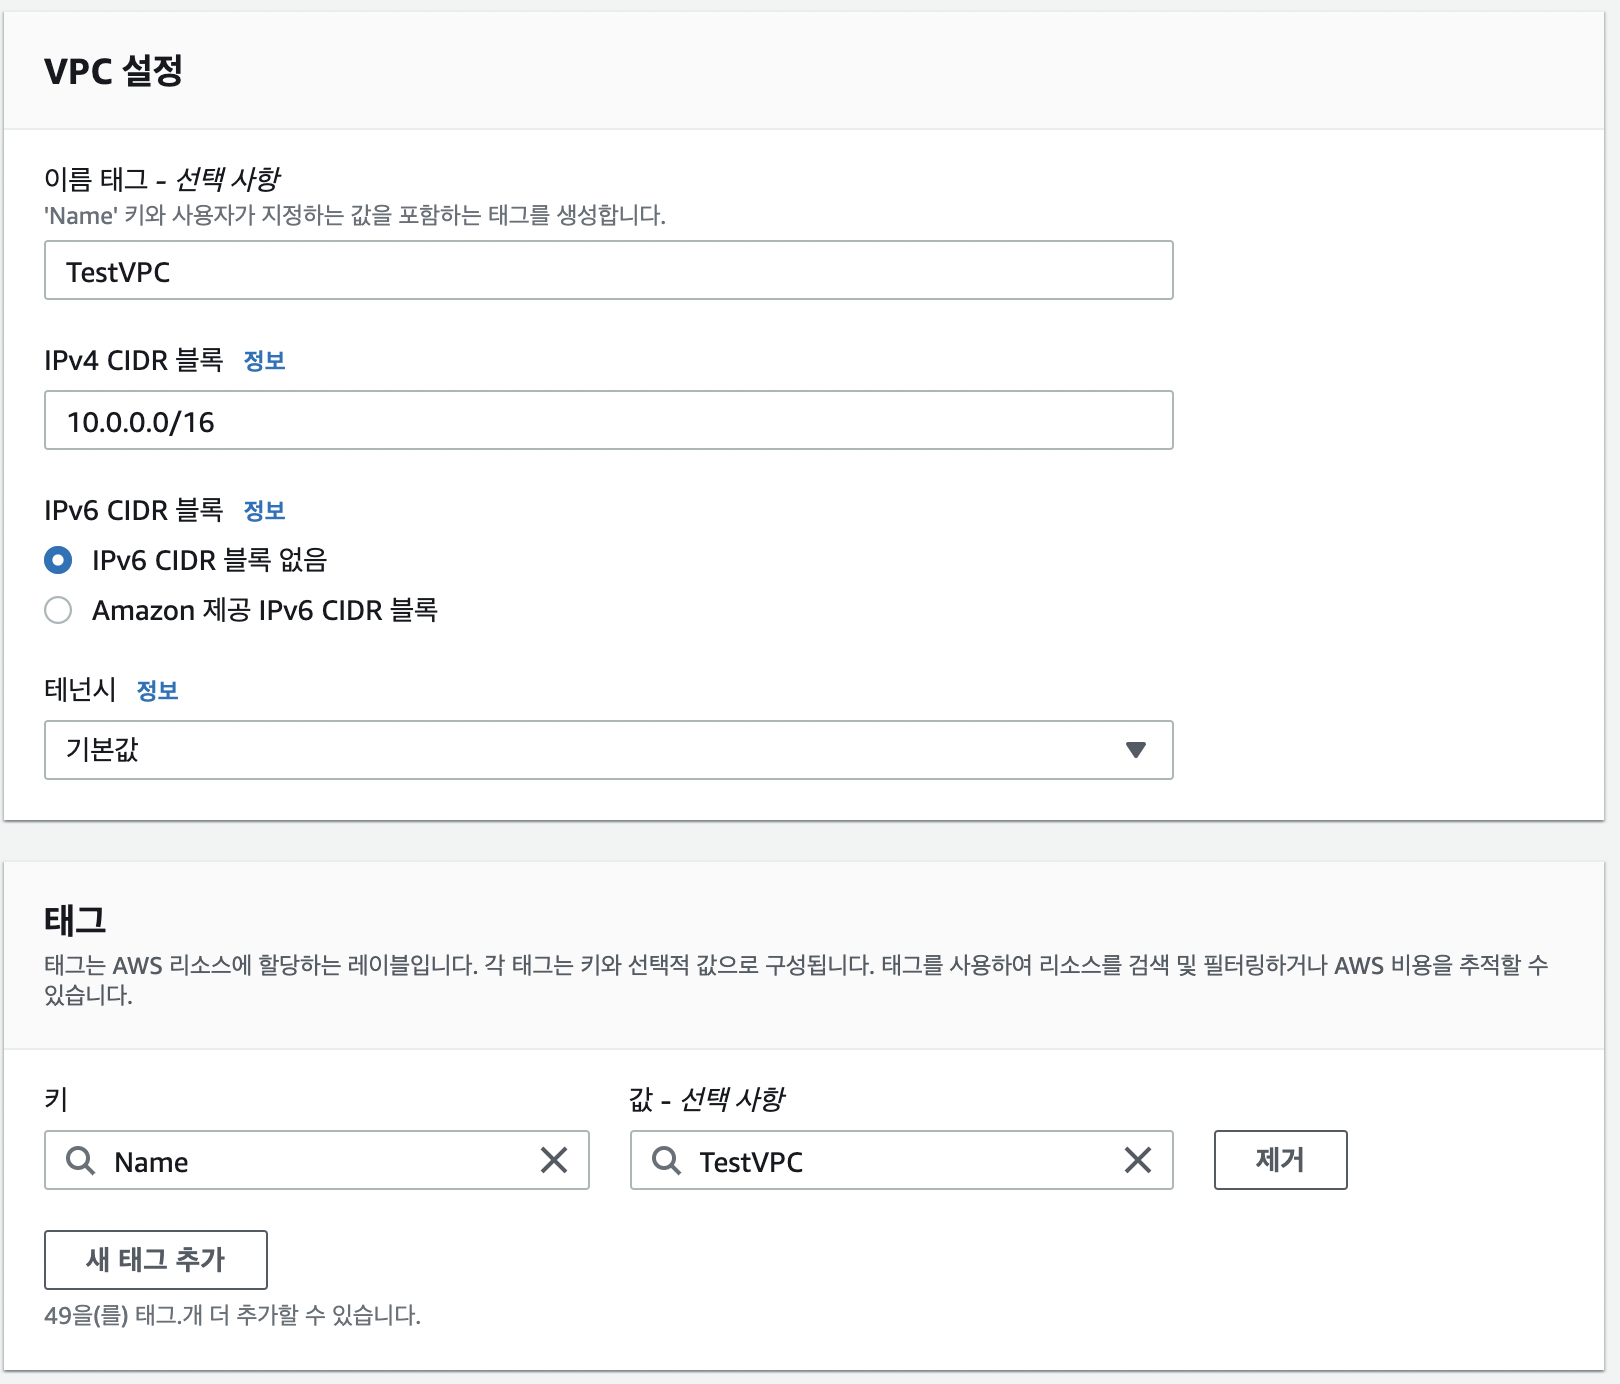 VPC 설정
이름 태그 - 선택 사항
'Name' 키와 사용자가 지정하는 값을 포함하는 태그를 생성합니다.
TestVPC
IPv4 CIDR 블록 정보
10.0.0.0/16
IPv6 CIDR 블록 정보
IPv6 CIDR 블록 없음
Amazon 제공 IPv6 CIDR 블록
테넌시 정보
기본값
태그
태그는 AWS 리소스에 할당하는 레이블입니다. 각 태그는 키와 선택적 값으로 구성됩니다. 태그를 사용하여 리소스를 검색 및 필터링하거나 AWS 비용을 추적할 수
있습니다.
키 값 - 선택 사항
Name TestVPC 제거
새 태그 추가
49을(를) 태그.개 더 추가할 수 있습니다.